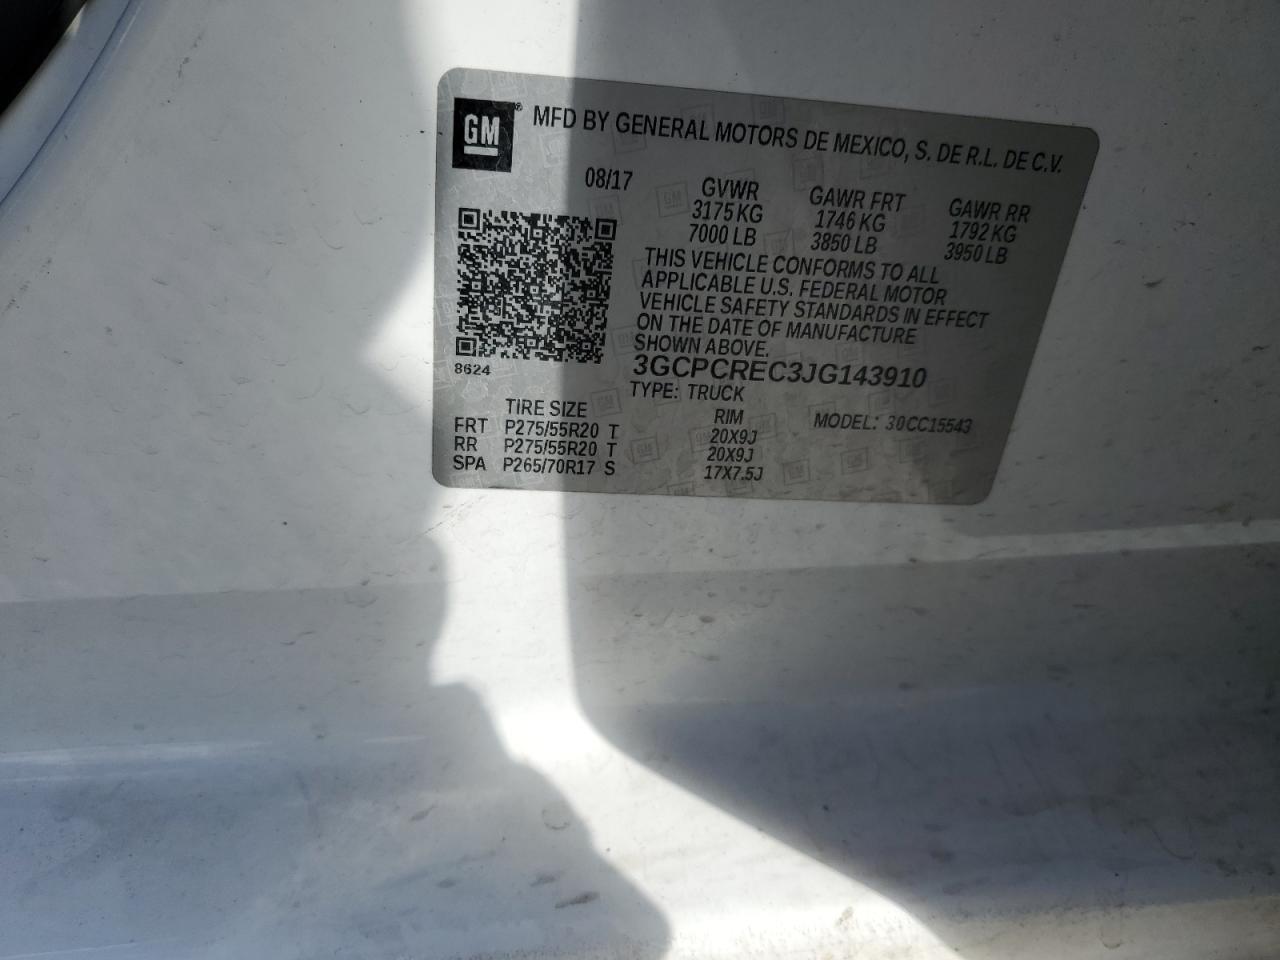 GM ® MFD BY GENERAL MOTORS DE MEXICO, S. DE R.L. DE C.V.
08/17
GVWR GAWR FRT GAWR RR
3175 KG 1746 KG 1792 KG
7000 LB 3850 LB 3950 LB
THIS VEHICLE CONFORMS TO ALL
APPLICABLE U.S. FEDERAL MOTOR
VEHICLE SAFETY STANDARDS IN EFFECT
ON THE DATE OF MANUFACTURE
SHOWN ABOVE.
8624
3GCPCREC3JG143910
TYPE: TRUCK
TIRE SIZE RIM MODEL: 30CC15543
FRT P275/55R20 T 20X9J
RR P275/55R20 T 20X9J
SPA P265/70R17 S 17X7.5J